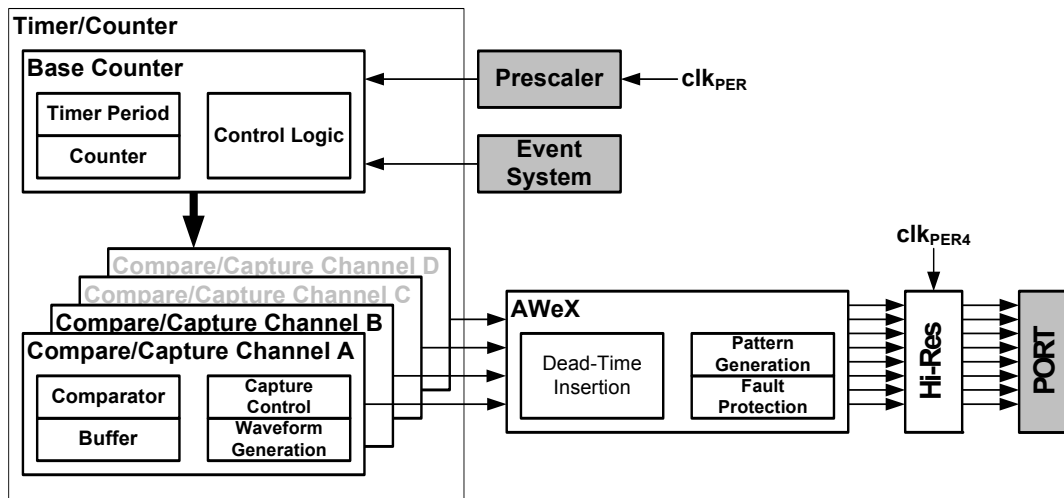 Timer/Counter
Base Counter
Timer Period
Counter
Control Logic
Prescaler
clkPER
Event
System
Compare/Capture Channel D
Compare/Capture Channel C
Compare/Capture Channel B
Compare/Capture Channel A
Comparator
Buffer
Capture
Control
Waveform
Generation
AWeX
Dead-Time
Insertion
Pattern
Generation
Fault
Protection
clkPER4
Hi-Res
PORT